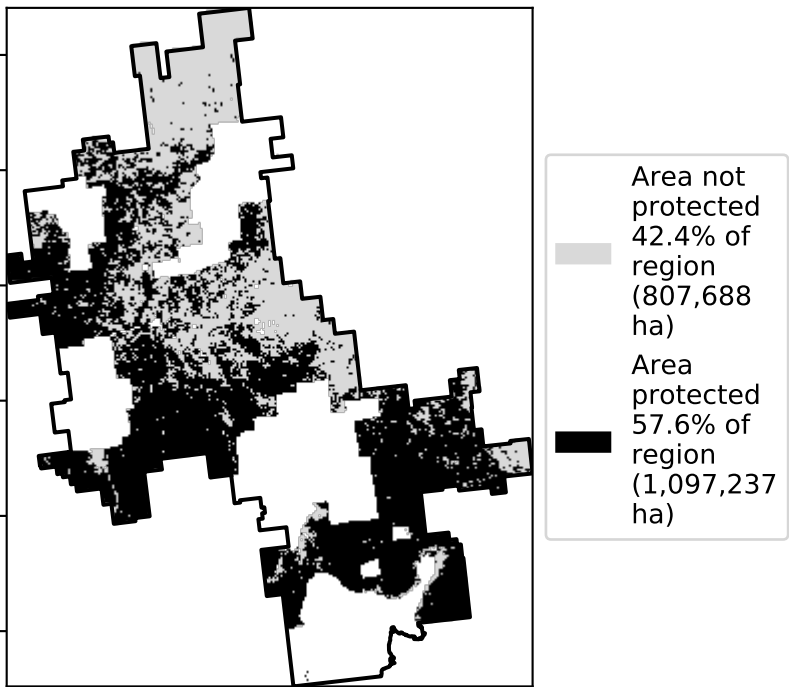 Area not
protected
42.4% of
region
(807,688
ha)
Area
protected
57.6% of
region
(1,097,237
ha)